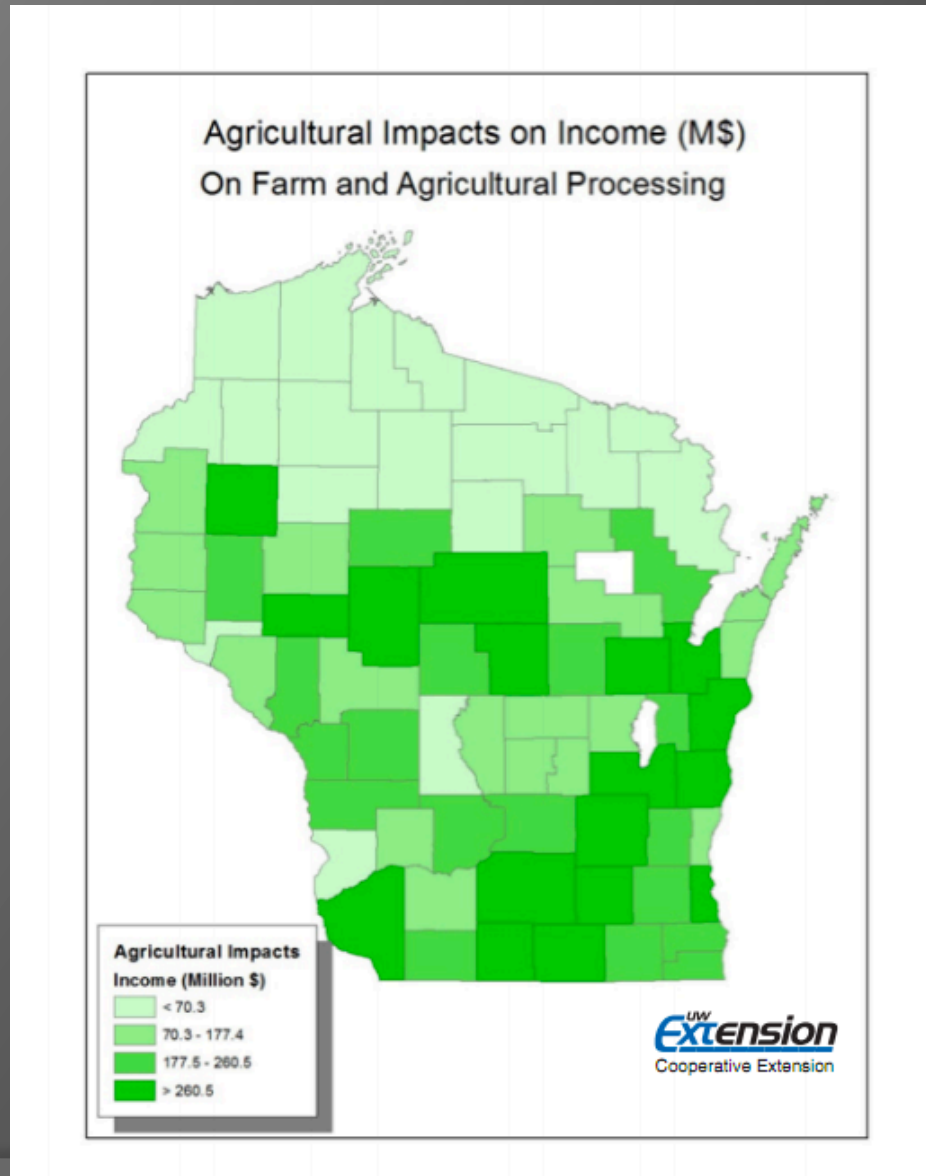 Agricultural Impacts on Income (M$)
On Farm and Agricultural Processing
Agricultural Impacts
Income (Million $)
< 70.3
70.3 - 177.4
177.5 - 260.5
> 260.5
UW
Extension
Cooperative Extension